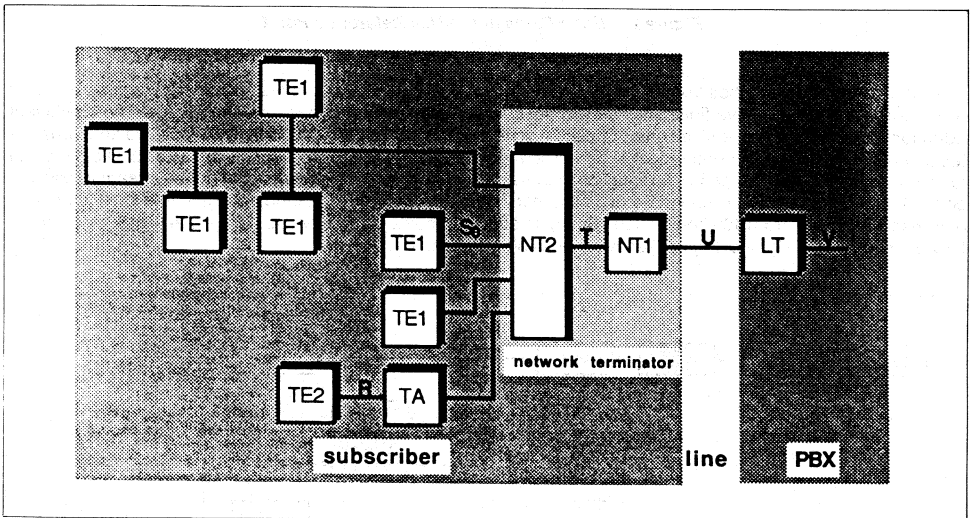 TE1
TE1
TE1 TE1
TE1 S₀ NT2 T NT1 U LT V
TE1
network terminator
TE2 R TA
subscriber line PBX